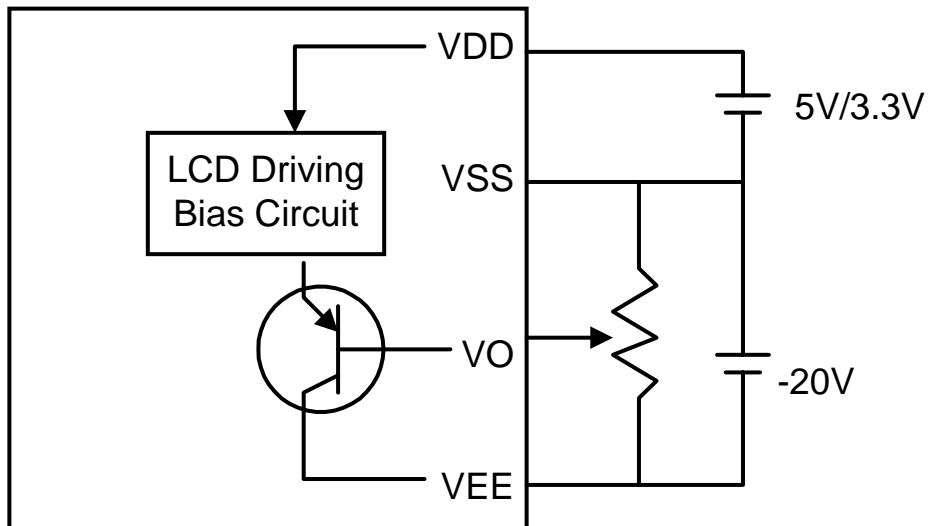 VDD
5V/3.3V
LCD Driving
Bias Circuit
VSS
VO
-20V
VEE